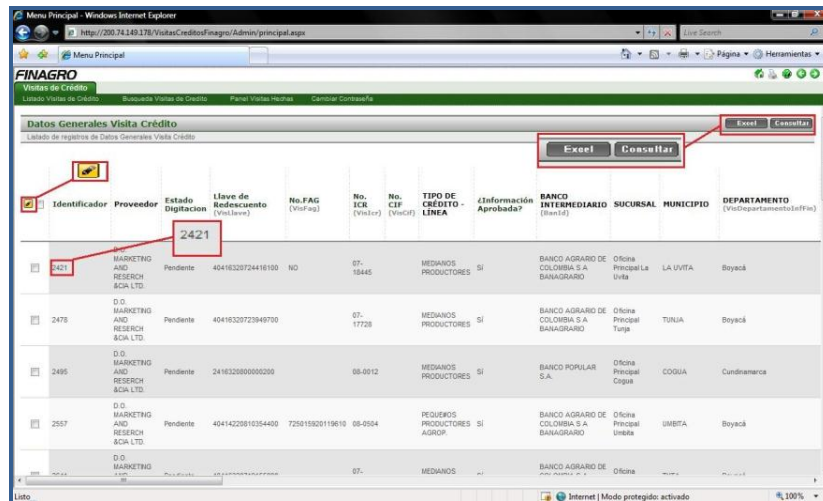 Menu Principal - Windows Internet Explorer
http://200.74.149.178/VisitasCreditosFinagro/Admin/principal.aspx
Live Search
Menu Principal
Página
Herramientas
FINAGRO
Visitas de Crédito
Listado Visitas de Crédito Busqueda Visitas de Credito Panel Visitas Hechas Cambiar Contraseña
Datos Generales Visita Crédito
Excel Consultar
Listado de registros de Datos Generales Visita Crédito
Excel Consultar
Identificador Proveedor Estado Digitacion Llave de Redescuento (VisLlave) No.FAG (VisFag) No. ICR (VisIcr) No. CIF (VisCif) TIPO DE CRÉDITO - LÍNEA ¿Información Aprobada? BANCO INTERMEDIARIO (BanId) SUCURSAL MUNICIPIO DEPARTAMENTO (VisDepartamentoInfFin)
2421
2421 D.O. MARKETING AND RESERCH &CIA LTD. Pendiente 40416320724416100 NO 07-18445 MEDIANOS PRODUCTORES Sí BANCO AGRARIO DE COLOMBIA S.A BANAGRARIO Oficina Principal La Uvita LA UVITA Boyacá
2478 D.O. MARKETING AND RESERCH &CIA LTD. Pendiente 40416320723949700 07-17728 MEDIANOS PRODUCTORES Sí BANCO AGRARIO DE COLOMBIA S.A BANAGRARIO Oficina Principal Tunja TUNJA Boyacá
2495 D.O. MARKETING AND RESERCH &CIA LTD. Pendiente 2416320800000200 08-0012 MEDIANOS PRODUCTORES Sí BANCO POPULAR S.A. Oficina Principal Cogua COGUA Cundinamarca
2557 D.O. MARKETING AND RESERCH &CIA LTD. Pendiente 40414220810354400 725015920119610 08-0504 PEQUEÑOS PRODUCTORES AGROP. Sí BANCO AGRARIO DE COLOMBIA S.A BANAGRARIO Oficina Principal Umbita UMBITA Boyacá
D.O. MARKETING 07- MEDIANOS BANCO AGRARIO DE Oficina
Listo
Internet | Modo protegido: activado
100%